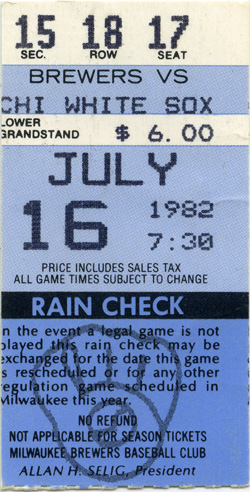 15 18 17
SEC. ROW SEAT
BREWERS VS
CHI WHITE SOX
LOWER
GRANDSTAND $ 6.00
JULY
16 1982
7:30
PRICE INCLUDES SALES TAX
ALL GAME TIMES SUBJECT TO CHANGE
RAIN CHECK
In the event a legal game is not
played this rain check may be
exchanged for the date this game
is rescheduled or for any other
regulation game scheduled in
Milwaukee this year.
NO REFUND
NOT APPLICABLE FOR SEASON TICKETS
MILWAUKEE BREWERS BASEBALL CLUB
ALLAN H. SELIG, President